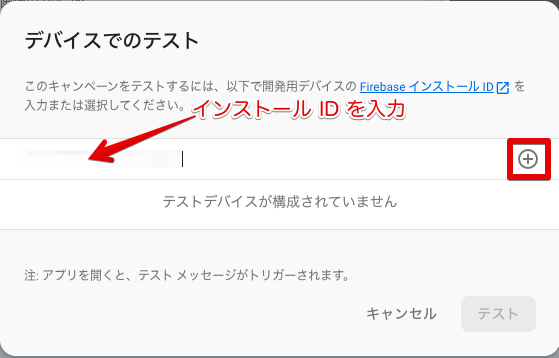 デバイスでのテスト
このキャンペーンをテストするには、以下で開発用デバイスの Firebase インストール ID を
入力または選択してください。
インストール ID を入力
テストデバイスが構成されていません
注: アプリを開くと、テスト メッセージがトリガーされます。
キャンセル テスト